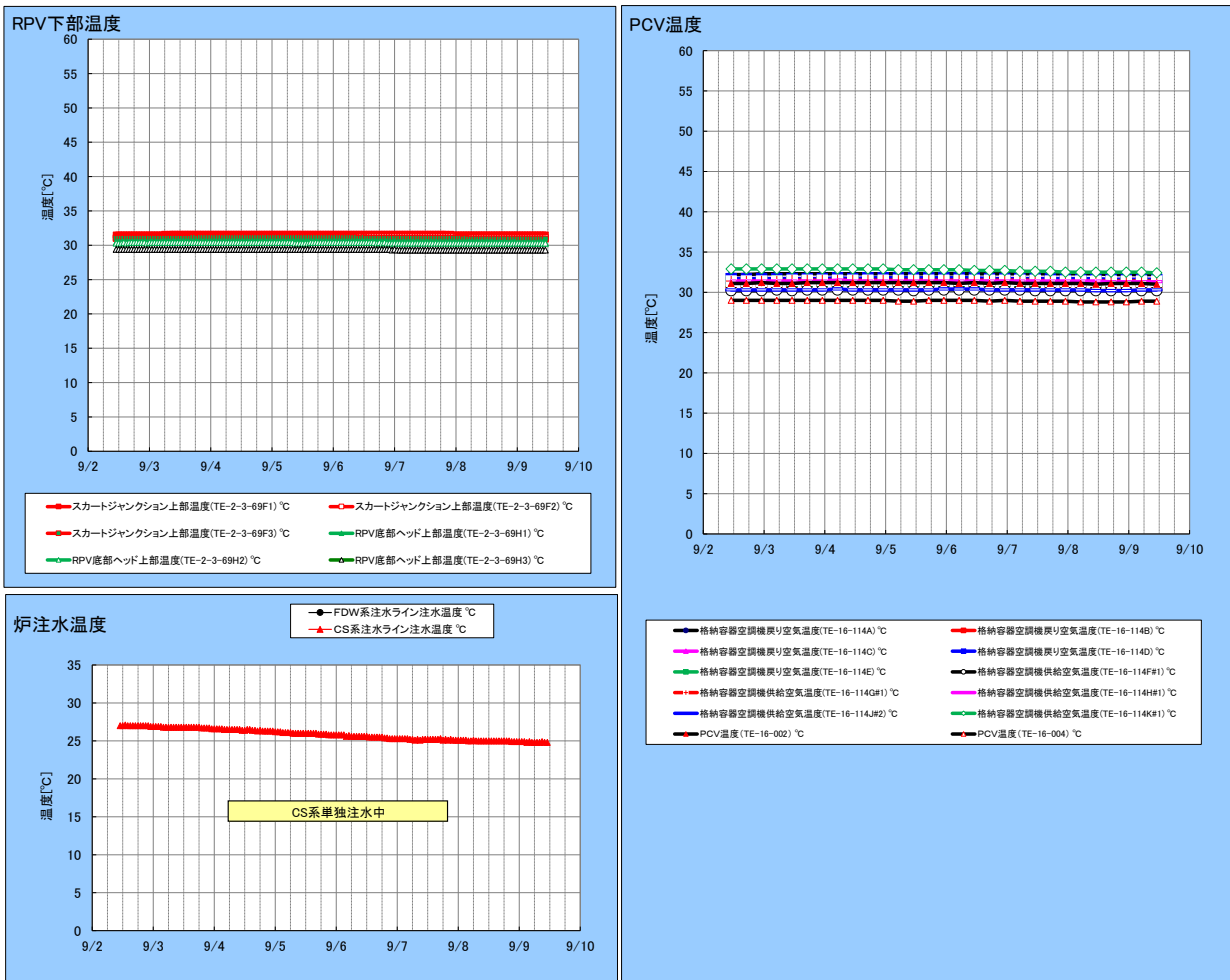 RPV下部温度
60
55
50
45
40
35
30
25
20
15
10
5
0
温度[℃]
9/2 9/3 9/4 9/5 9/6 9/7 9/8 9/9 9/10
スカートジャンクション上部温度(TE-2-3-69F1) ℃ スカートジャンクション上部温度(TE-2-3-69F2) ℃
スカートジャンクション上部温度(TE-2-3-69F3) ℃ RPV底部ヘッド上部温度(TE-2-3-69H1) ℃
RPV底部ヘッド上部温度(TE-2-3-69H2) ℃ RPV底部ヘッド上部温度(TE-2-3-69H3) ℃
炉注水温度
FDW系注水ライン注水温度 ℃
CS系注水ライン注水温度 ℃
35
30
25
20
15
10
5
0
温度[℃]
CS系単独注水中
9/2 9/3 9/4 9/5 9/6 9/7 9/8 9/9 9/10
PCV温度
60
55
50
45
40
35
30
25
20
15
10
5
0
温度[℃]
9/2 9/3 9/4 9/5 9/6 9/7 9/8 9/9 9/10
格納容器空調機戻り空気温度(TE-16-114A) ℃ 格納容器空調機戻り空気温度(TE-16-114B) ℃
格納容器空調機戻り空気温度(TE-16-114C) ℃ 格納容器空調機戻り空気温度(TE-16-114D) ℃
格納容器空調機戻り空気温度(TE-16-114E) ℃ 格納容器空調機供給空気温度(TE-16-114F#1) ℃
格納容器空調機供給空気温度(TE-16-114G#1) ℃ 格納容器空調機供給空気温度(TE-16-114H#1) ℃
格納容器空調機供給空気温度(TE-16-114J#2) ℃ 格納容器空調機供給空気温度(TE-16-114K#1) ℃
PCV温度(TE-16-002) ℃ PCV温度(TE-16-004) ℃